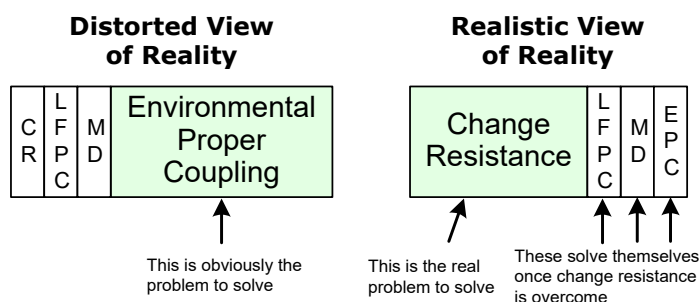 Distorted View
of Reality
C
R
L
F
P
C
M
D
Environmental
Proper
Coupling
This is obviously the
problem to solve
Realistic View
of Reality
Change
Resistance
L
F
P
C
M
D
E
P
C
This is the real
problem to solve
These solve themselves
once change resistance
is overcome